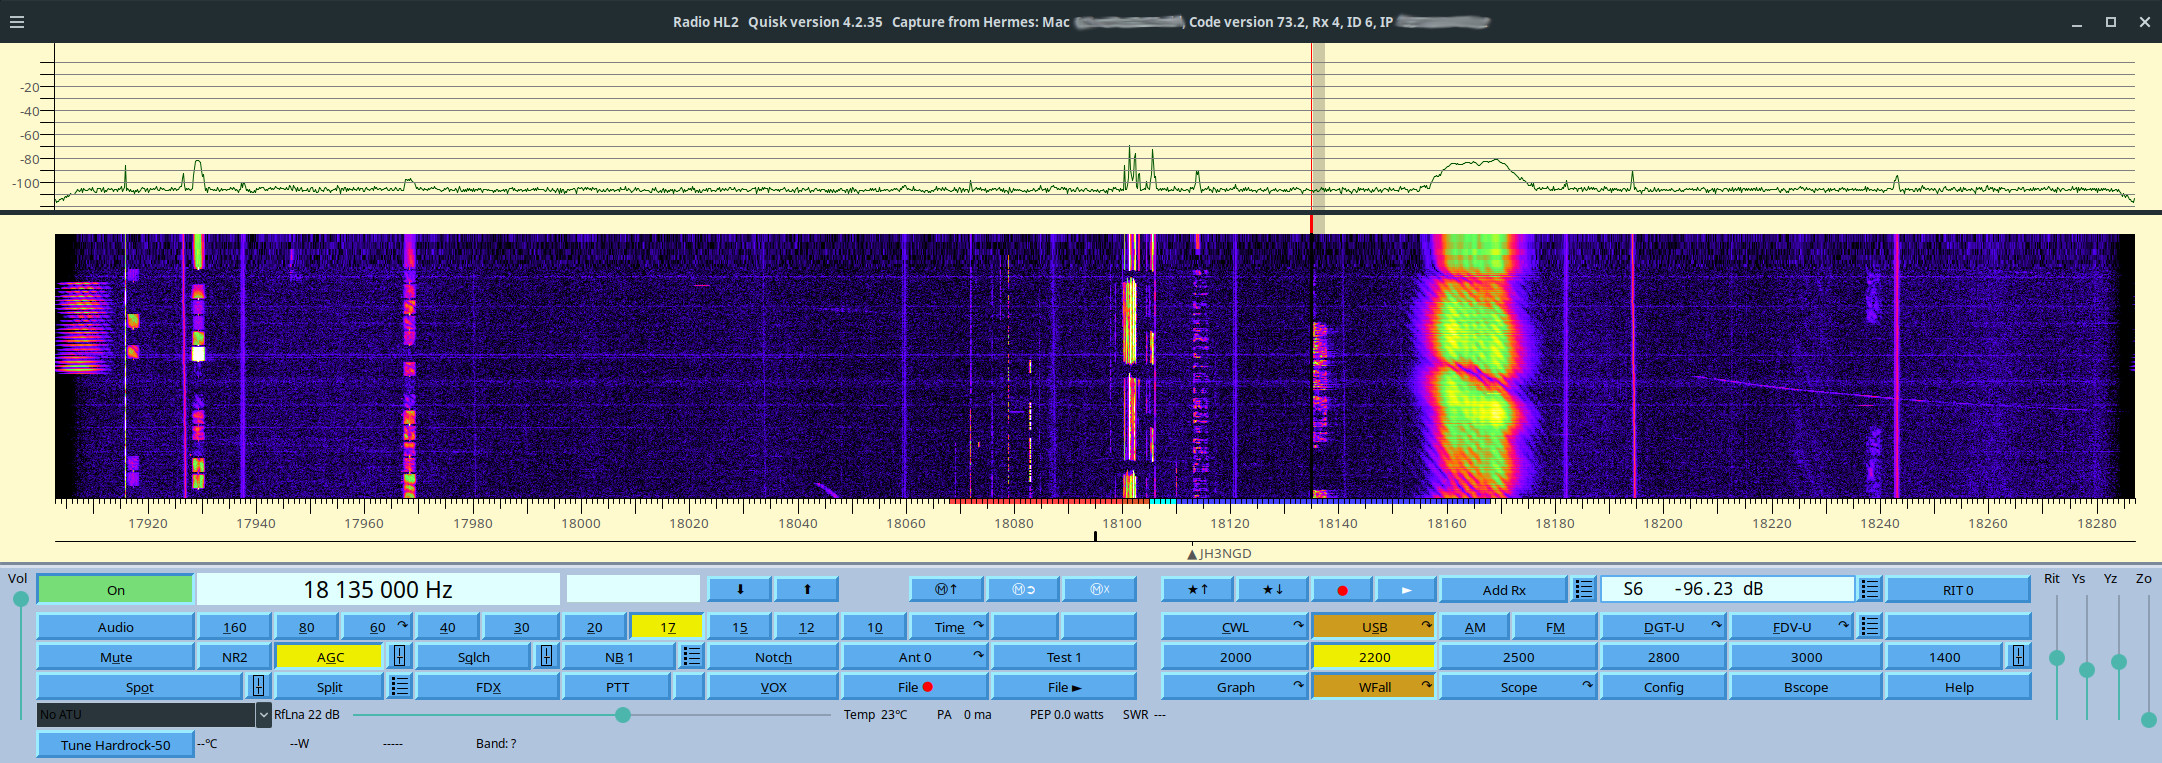 Radio HL2 Quisk version 4.2.35 Capture from Hermes: Mac , Code version 73.2, Rx 4, ID 6, IP
-20
-40
-60
-80
-100
17920 17940 17960 17980 18000 18020 18040 18060 18080 18100 18120 18140 18160 18180 18200 18220 18240 18260 18280
▲JH3NGD
Vol On 18 135 000 Hz ⬇ ⬆ Ⓜ↑ Ⓜ➲ Ⓜ☓ ★↑ ★↓ ● ► Add Rx S6 -96.23 dB RIT 0 Rit Ys Yz Zo
Audio 160 80 60 ↷ 40 30 20 17 15 12 10 Time ↷ CWL ↷ USB ↷ AM FM DGT-U ↷ FDV-U ↷
Mute NR2 AGC Sqlch NB 1 Notch Ant 0 ↷ Test 1 2000 2200 2500 2800 3000 1400
Spot Split FDX PTT VOX File ● File ► Graph ↷ WFall ↷ Scope ↷ Config Bscope Help
No ATU RfLna 22 dB Temp 23°C PA 0 ma PEP 0.0 watts SWR ---
Tune Hardrock-50 --°C --W ----- Band: ?